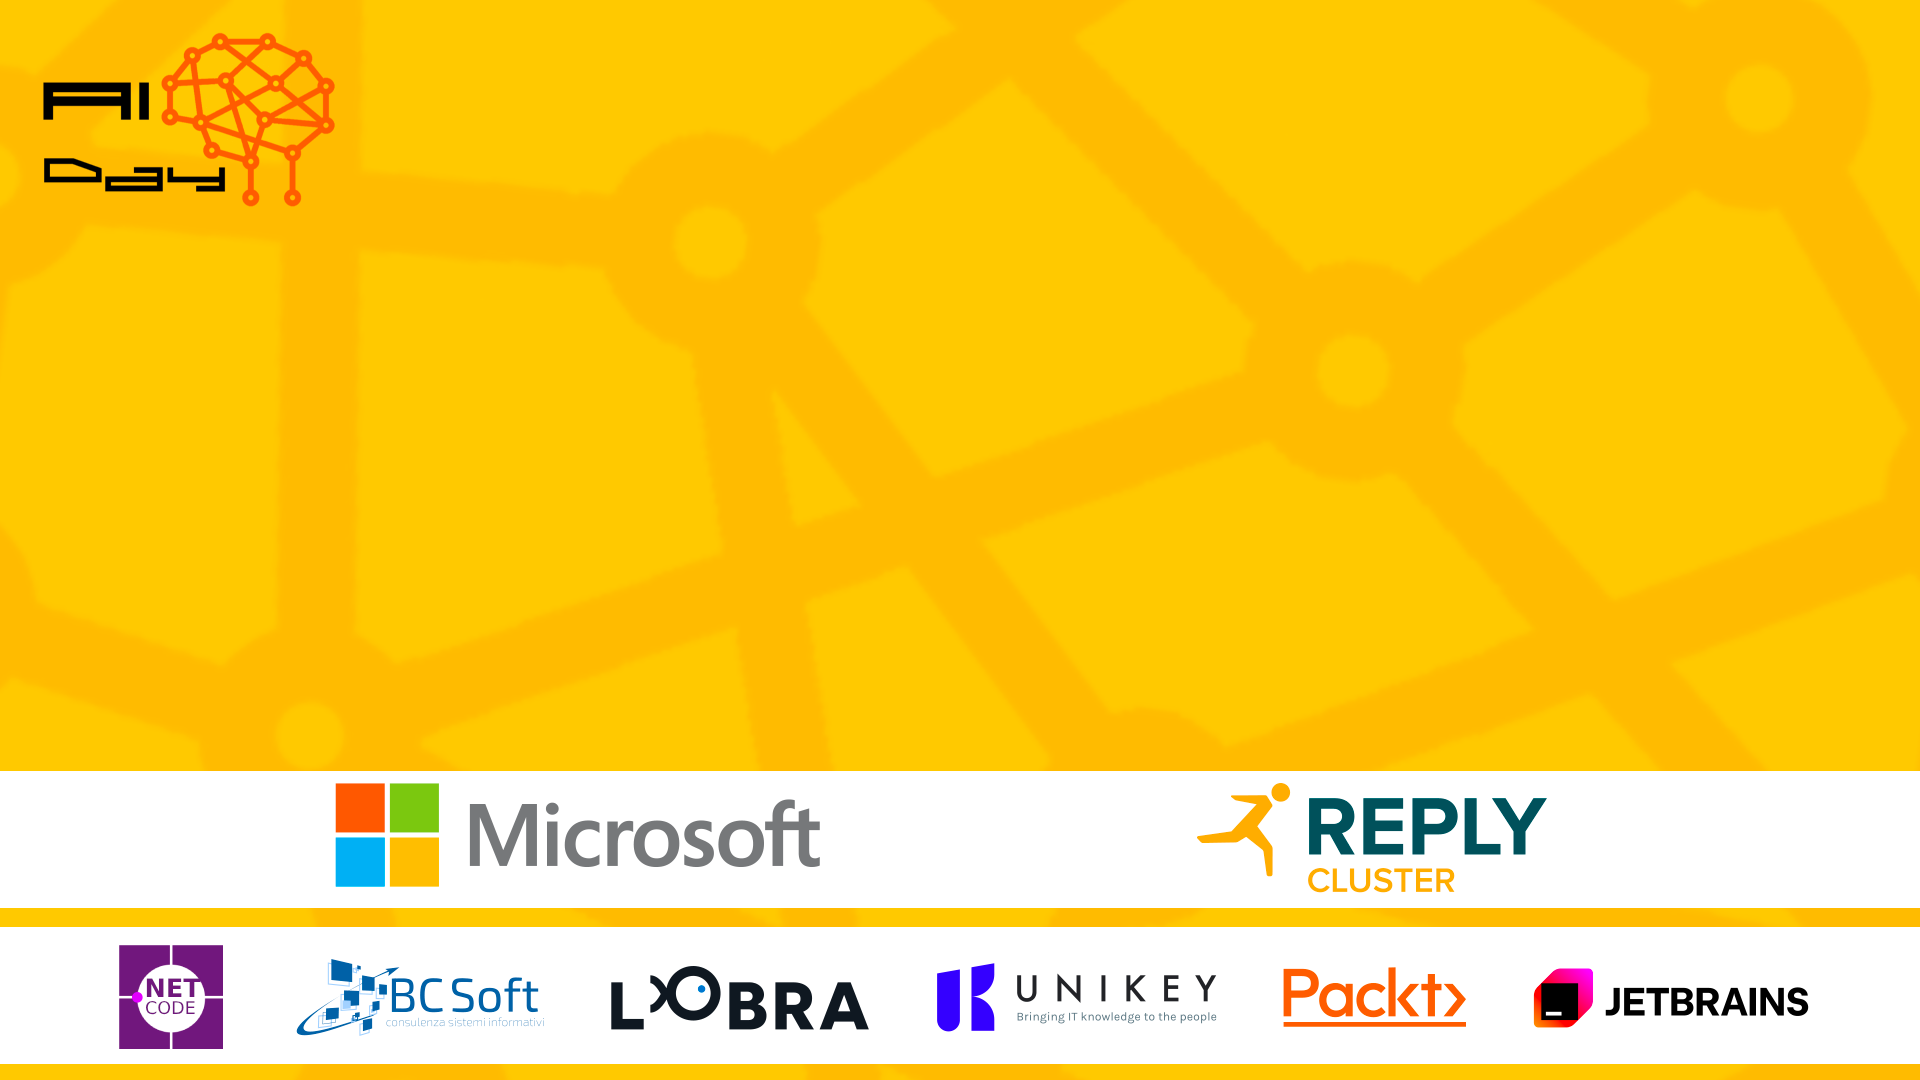 AI
Day
Microsoft
REPLY
CLUSTER
.NET
CODE
BCSoft
consulenza sistemi informativi
LOBRA
UNIKEY
Bringing IT knowledge to the people
Packt>
JETBRAINS